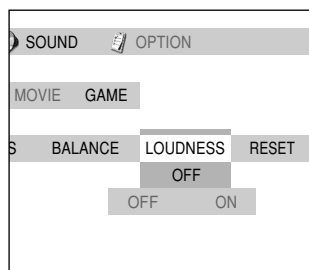 SOUND OPTION
MOVIE GAME
S BALANCE LOUDNESS RESET
OFF
OFF ON